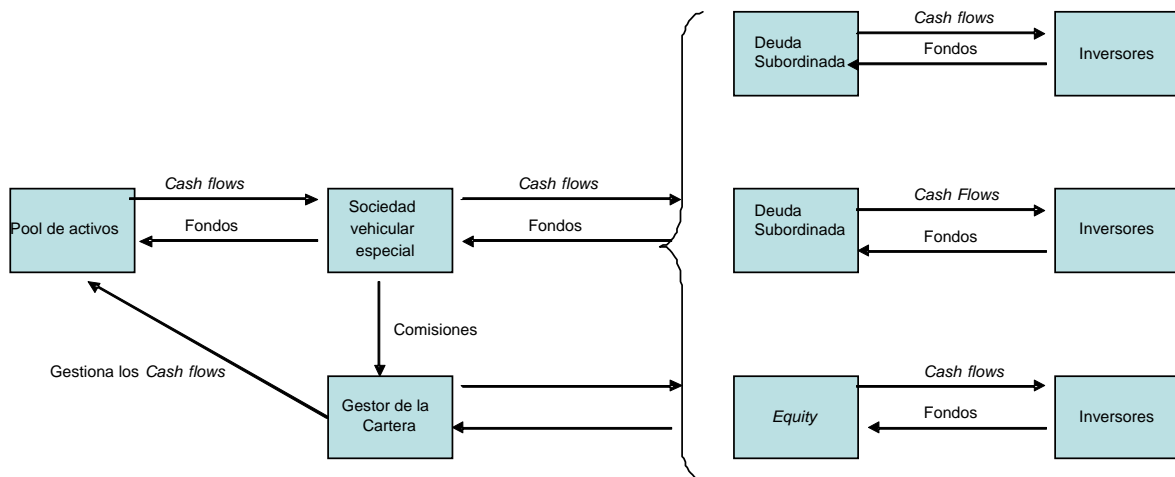 Cash flows
Deuda
Subordinada
Fondos
Inversores
Cash flows
Cash flows
Cash Flows
Pool de activos
Fondos
Sociedad
vehicular
especial
Fondos
Deuda
Subordinada
Fondos
Inversores
Comisiones
Gestiona los Cash flows
Gestor de la
Cartera
Cash flows
Equity
Fondos
Inversores